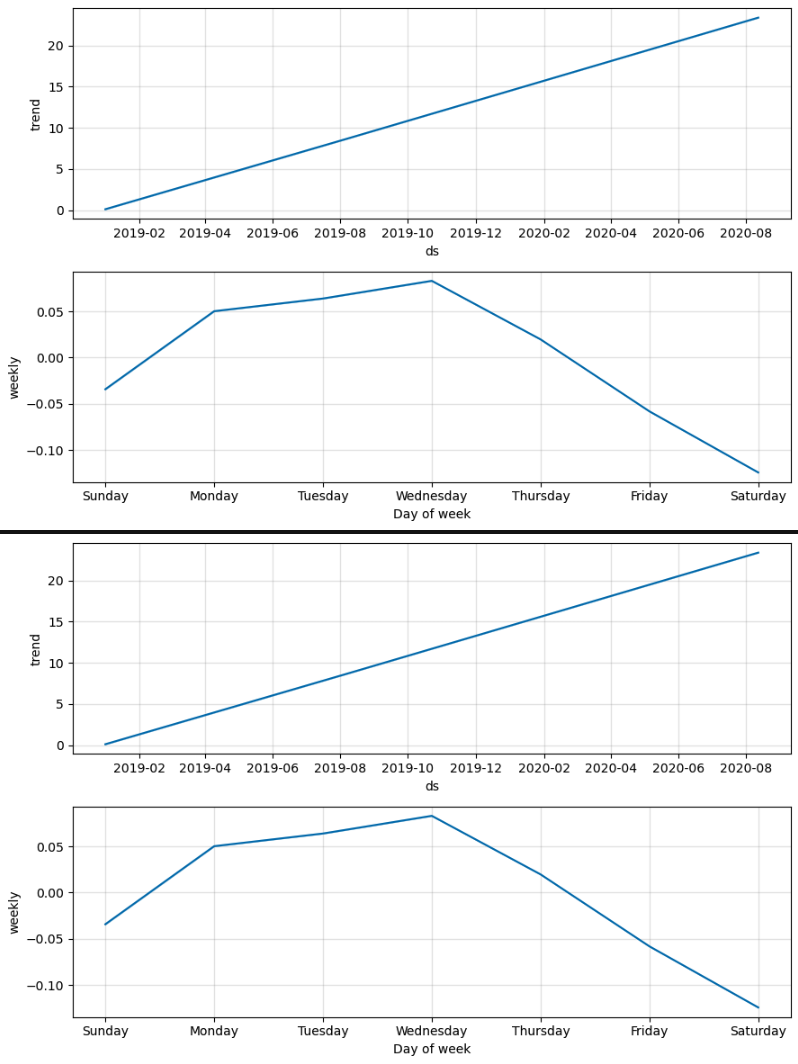 20
15
10
5
0
trend
2019-02 2019-04 2019-06 2019-08 2019-10 2019-12 2020-02 2020-04 2020-06 2020-08
ds
0.05
0.00
−0.05
−0.10
weekly
Sunday Monday Tuesday Wednesday Thursday Friday Saturday
Day of week
20
15
10
5
0
trend
2019-02 2019-04 2019-06 2019-08 2019-10 2019-12 2020-02 2020-04 2020-06 2020-08
ds
0.05
0.00
−0.05
−0.10
weekly
Sunday Monday Tuesday Wednesday Thursday Friday Saturday
Day of week